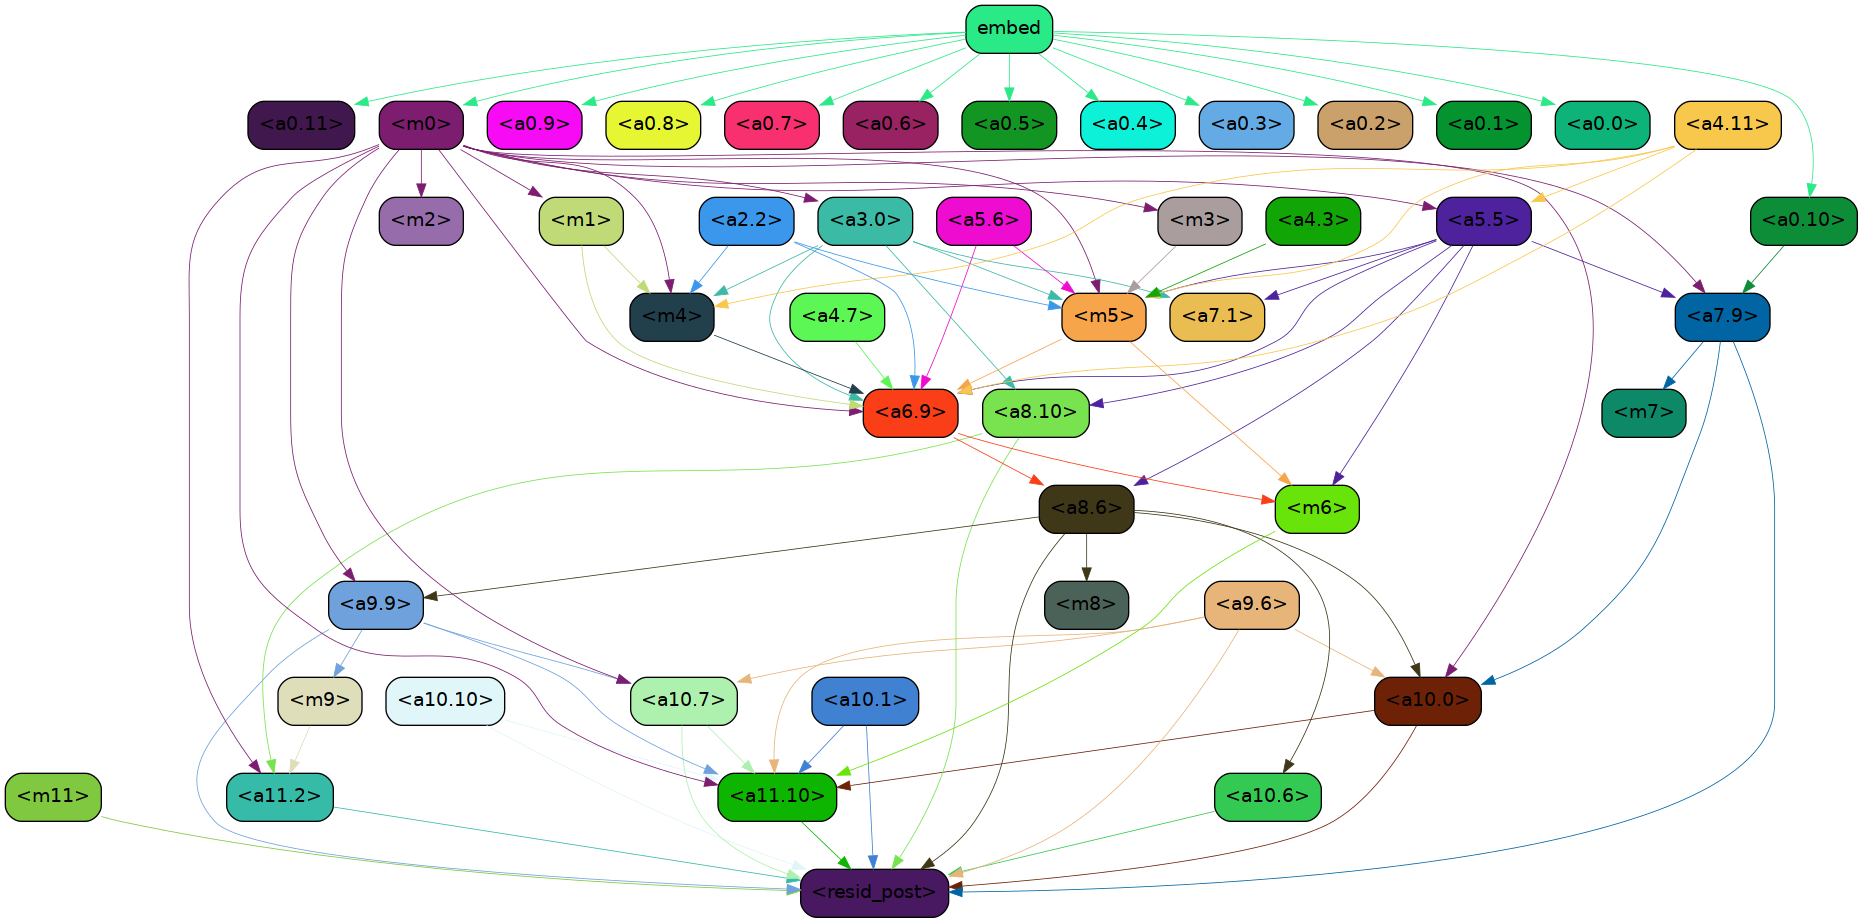 embed
<a0.11> <m0> <a0.9> <a0.8> <a0.7> <a0.6> <a0.5> <a0.4> <a0.3> <a0.2> <a0.1> <a0.0> <a4.11>
<m2> <m1> <a2.2> <a3.0> <a5.6> <m3> <a4.3> <a5.5> <a0.10>
<m4> <a4.7> <m5> <a7.1> <a7.9>
<a6.9> <a8.10> <m7>
<a8.6> <m6>
<a9.9> <m8> <a9.6>
<m9> <a10.10> <a10.7> <a10.1> <a10.0>
<m11> <a11.2> <a11.10> <a10.6>
<resid_post>